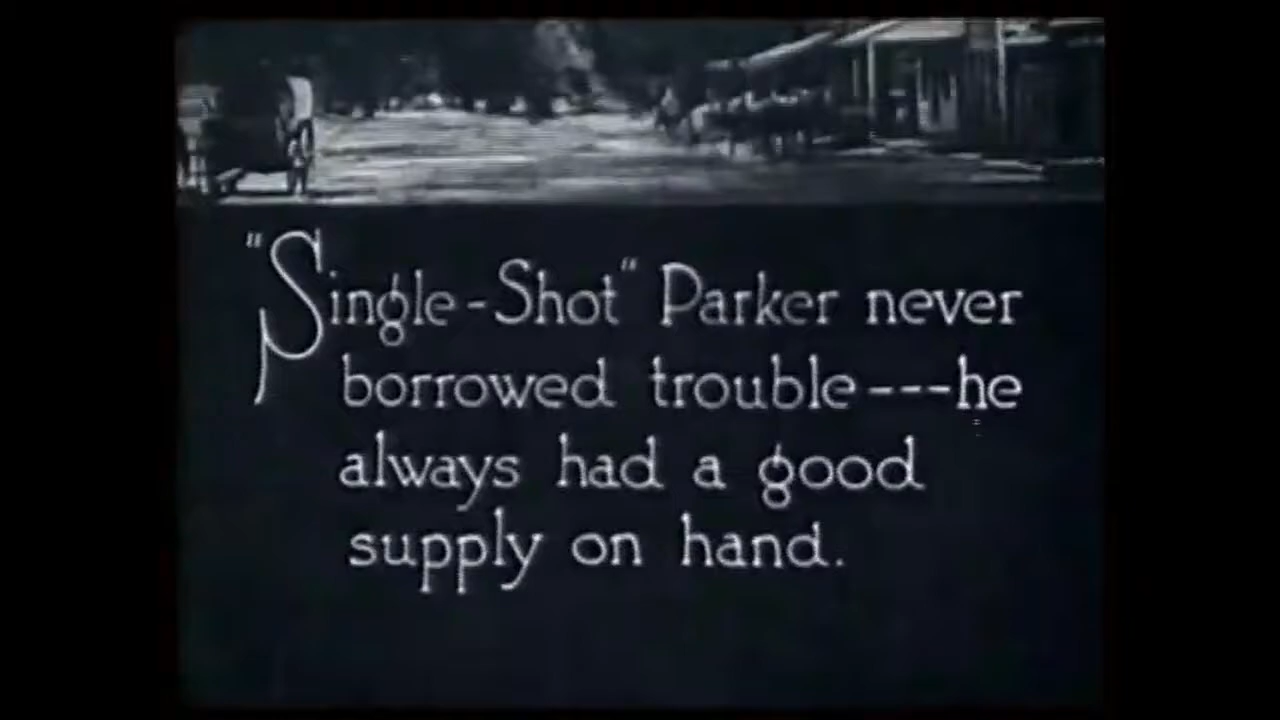 "Single-Shot" Parker never
borrowed trouble---he
always had a good
supply on hand.